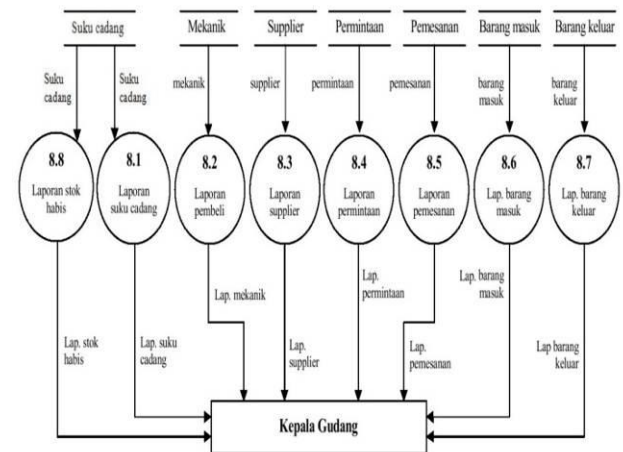 Suku cadang
Mekanik
Supplier
Permintaan
Pemesanan
Barang masuk
Barang keluar
Suku
cadang
Suku
cadang
mekanik
supplier
permintaan
pemesanan
barang
masuk
barang
keluar
8.8
Laporan stok
habis
8.1
Laporan
suku cadang
8.2
Laporan
pembeli
8.3
Laporan
supplier
8.4
Laporan
permintaan
8.5
Laporan
pemesanan
8.6
Lap. barang
masuk
8.7
Lap. barang
keluar
Lap. stok
habis
Lap. suku
cadang
Lap. mekanik
Lap.
supplier
Lap.
permintaan
Lap.
pemesanan
Lap. barang
masuk
Lap barang
keluar
Kepala Gudang